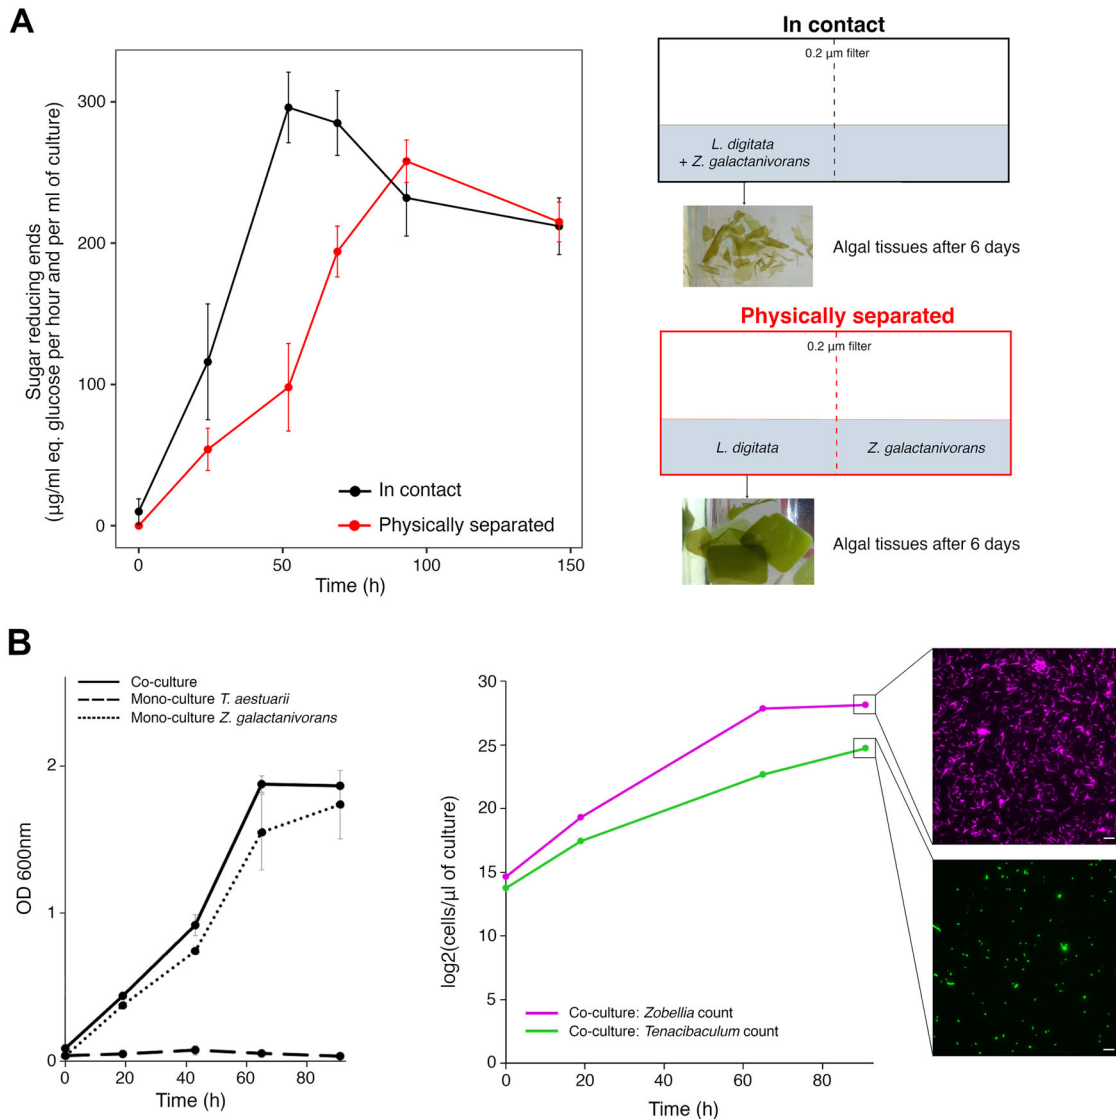 A
Sugar reducing ends
(µg/ml eq. glucose per hour and per ml of culture)
300
200
100
0
0
50
100
150
Time (h)
In contact
Physically separated
In contact
0.2 µm filter
L. digitata
+ Z. galactanivorans
Algal tissues after 6 days
Physically separated
0.2 µm filter
L. digitata
Z. galactanivorans
Algal tissues after 6 days
B
Co-culture
Mono-culture T. aestuarii
Mono-culture Z. galactanivorans
OD 600nm
2
1
0
0
20
40
60
80
Time (h)
log2(cells/µl of culture)
30
25
20
15
10
5
0
0
20
40
60
80
Time (h)
Co-culture: Zobellia count
Co-culture: Tenacibaculum count